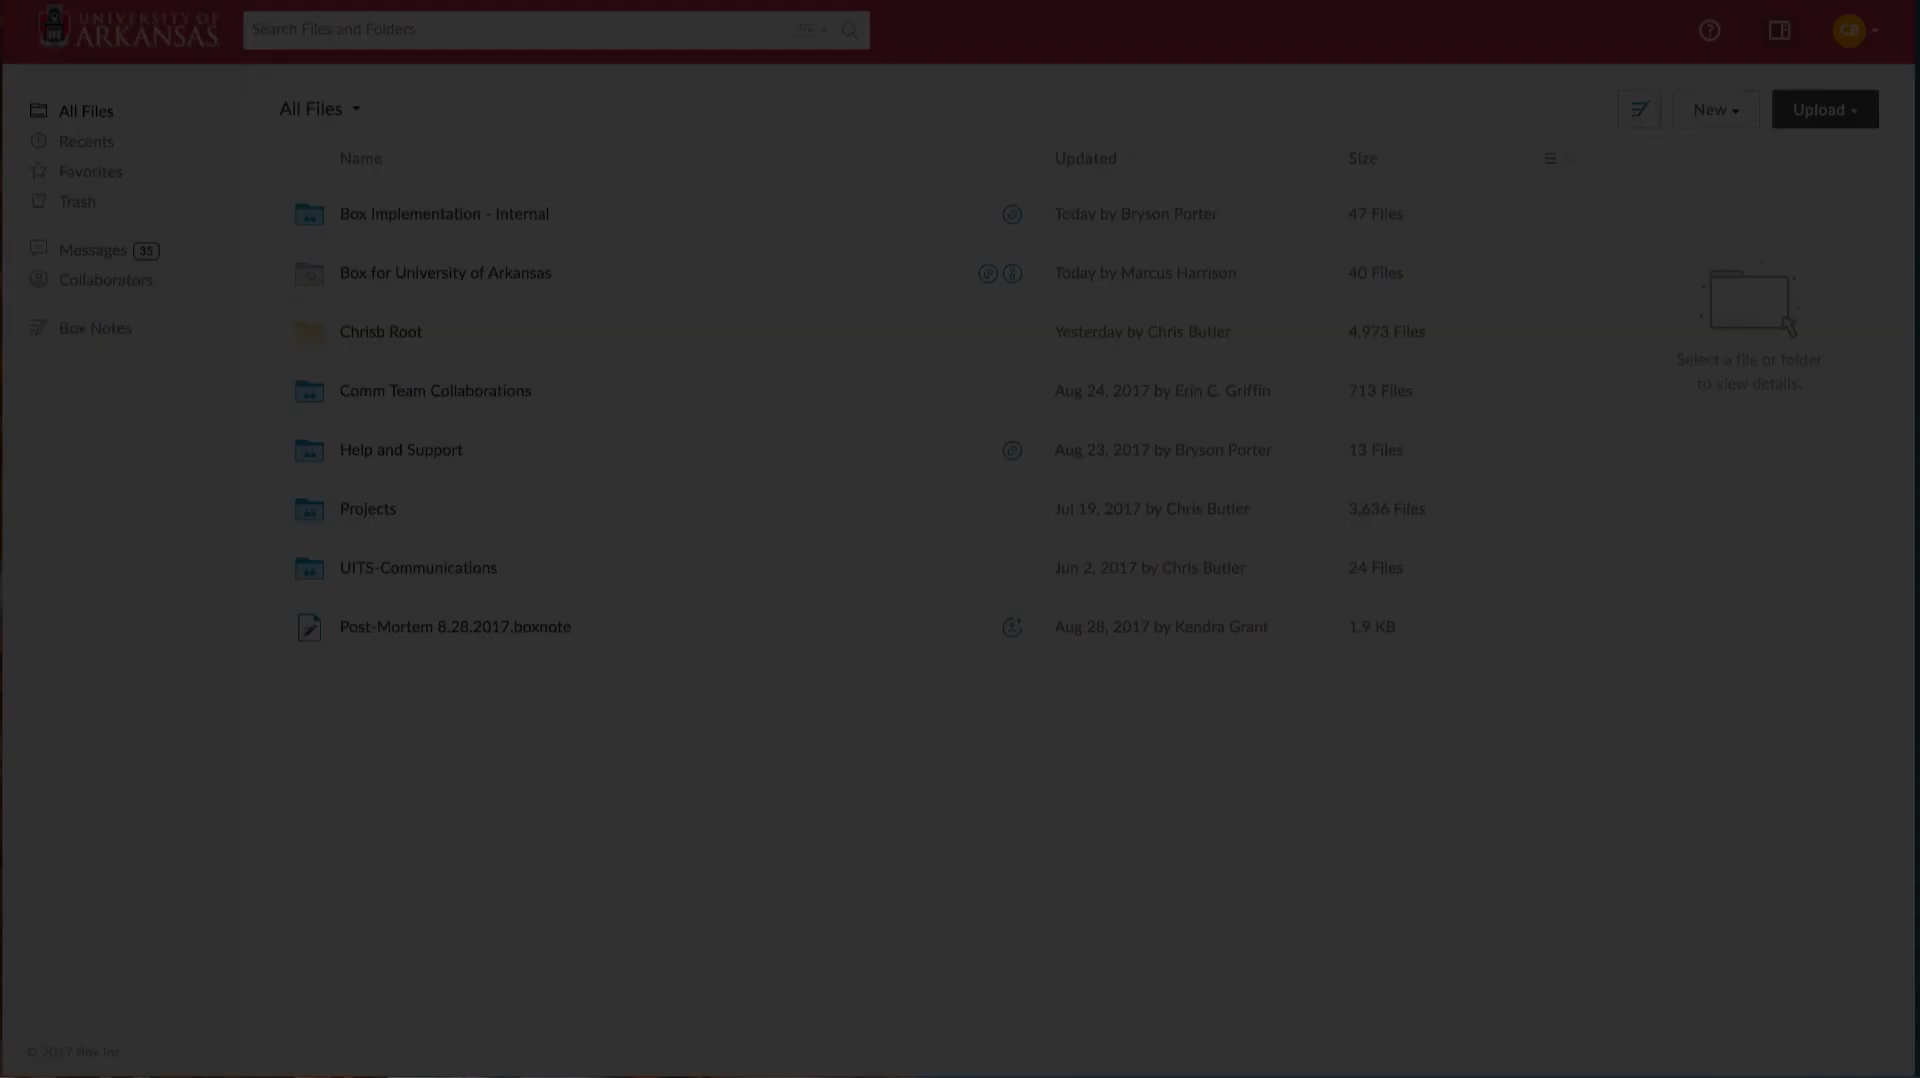 UNIVERSITY OF
ARKANSAS
Search Files and Folders
CB
All Files
Recents
Favorites
Trash
Messages 35
Collaborators
Box Notes
All Files
New
Upload
Name Updated Size
Box Implementation - Internal Today by Bryson Porter 47 Files
Box for University of Arkansas Today by Marcus Harrison 40 Files
Chrisb Root Yesterday by Chris Butler 4,973 Files
Comm Team Collaborations Aug 24, 2017 by Erin C. Griffin 713 Files
Help and Support Aug 23, 2017 by Bryson Porter 13 Files
Projects Jul 19, 2017 by Chris Butler 3,636 Files
UITS-Communications Jun 2, 2017 by Chris Butler 24 Files
Post-Mortem 8.28.2017.boxnote Aug 28, 2017 by Kendra Grant 1.9 KB
Select a file or folder
to view details.
© 2017 Box Inc